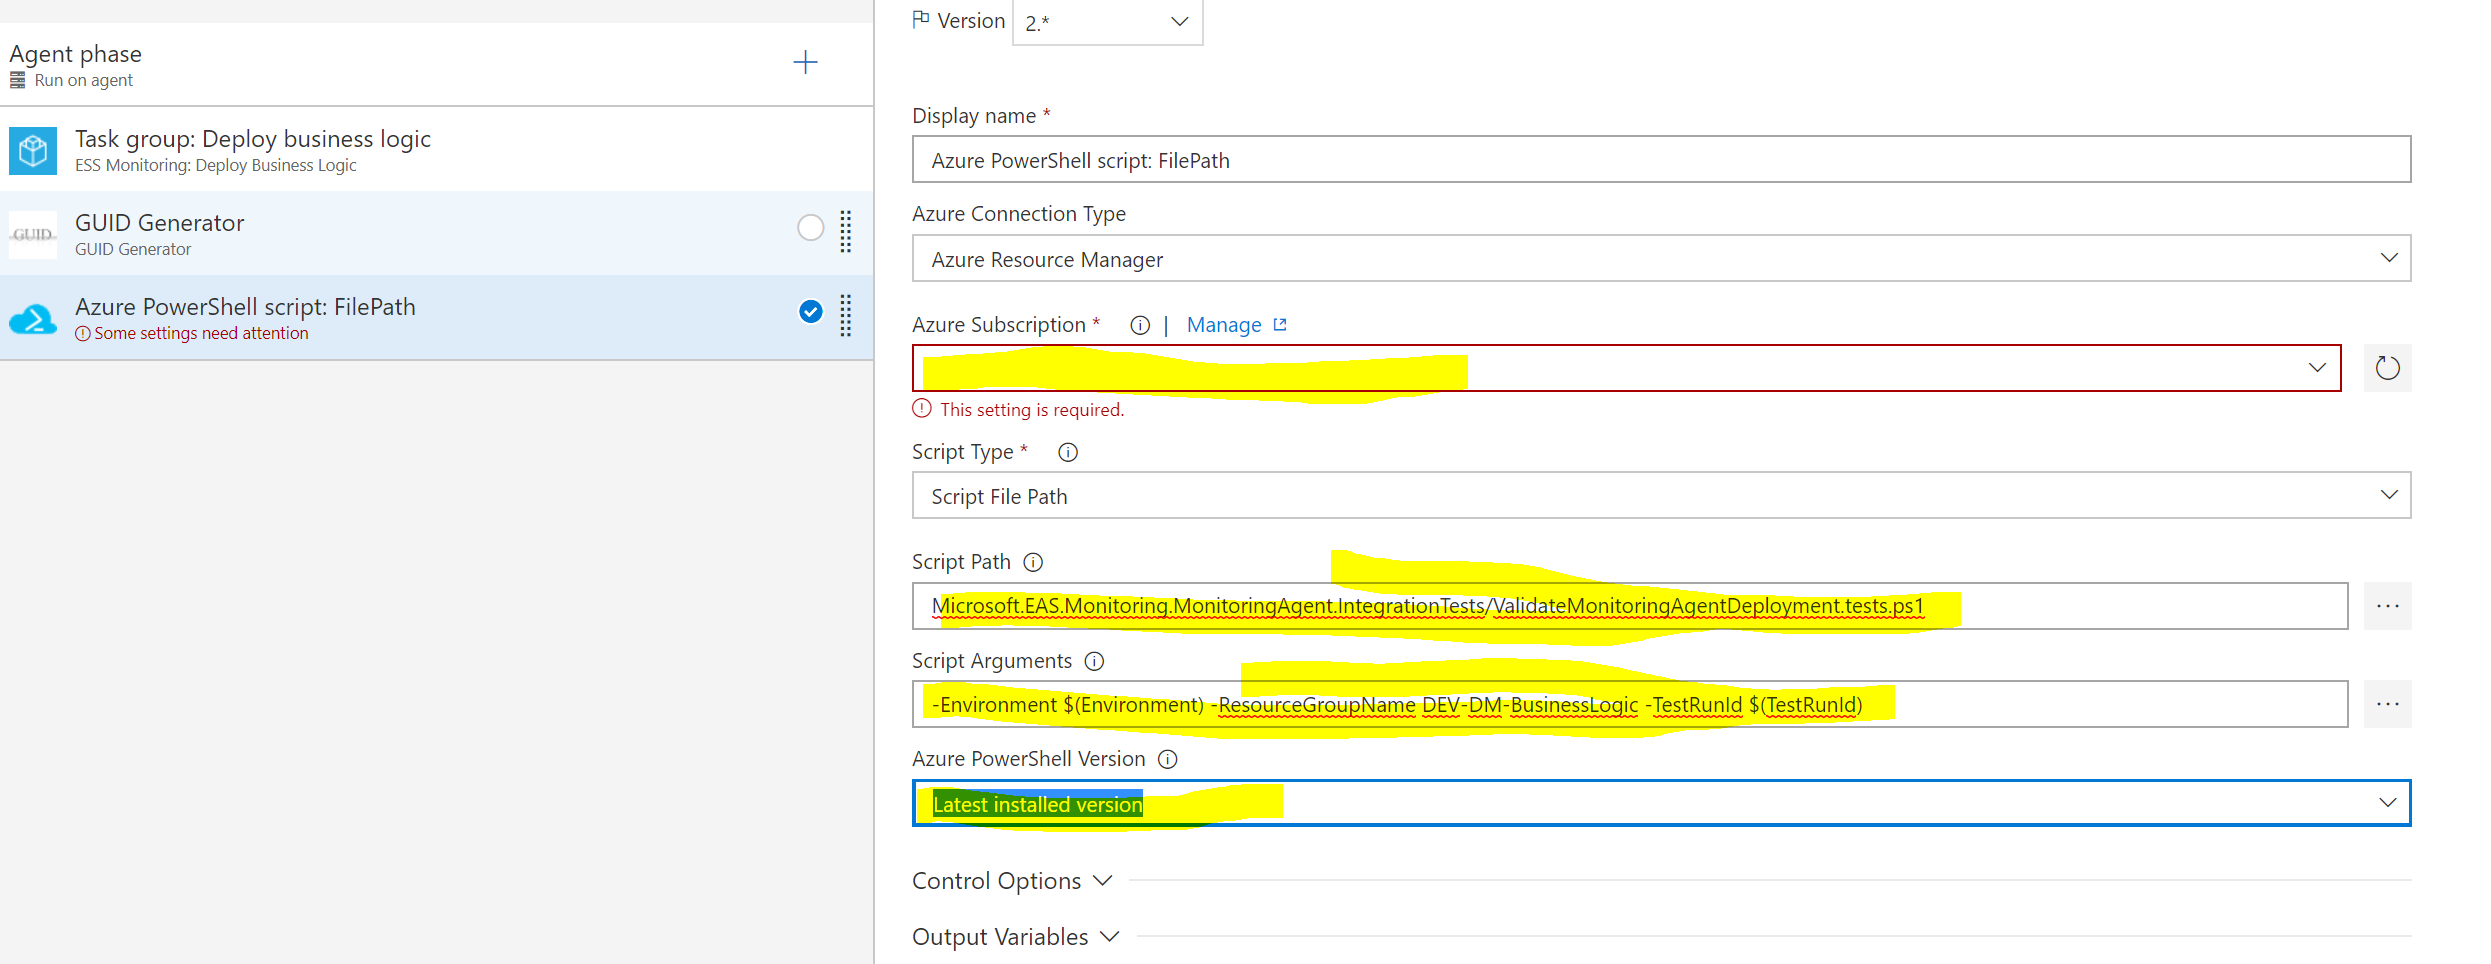 Agent phase
Run on agent
Task group: Deploy business logic
ESS Monitoring: Deploy Business Logic
GUID
GUID Generator
GUID Generator
Azure PowerShell script: FilePath
Some settings need attention
Version 2.*
Display name *
Azure PowerShell script: FilePath
Azure Connection Type
Azure Resource Manager
Azure Subscription * | Manage
This setting is required.
Script Type *
Script File Path
Script Path
Microsoft.EAS.Monitoring.MonitoringAgent.IntegrationTests/ValidateMonitoringAgentDeployment.tests.ps1
Script Arguments
-Environment $(Environment) -ResourceGroupName DEV-DM-BusinessLogic -TestRunId $(TestRunId)
Azure PowerShell Version
Latest installed version
Control Options
Output Variables